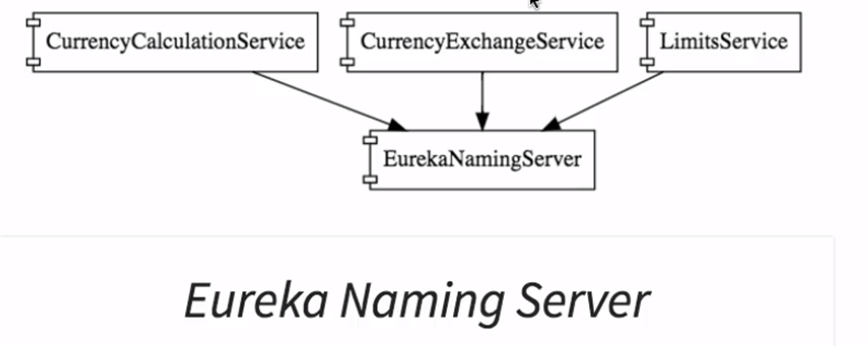 CurrencyCalculationService
CurrencyExchangeService
LimitsService
EurekaNamingServer
Eureka Naming Server